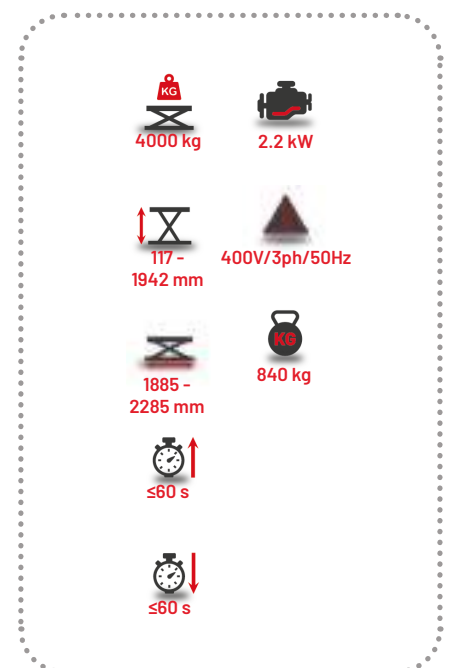 KG
4000 kg
2.2 kW
117 -
1942 mm
400V/3ph/50Hz
1885 -
2285 mm
KG
840 kg
≤60 s
≤60 s